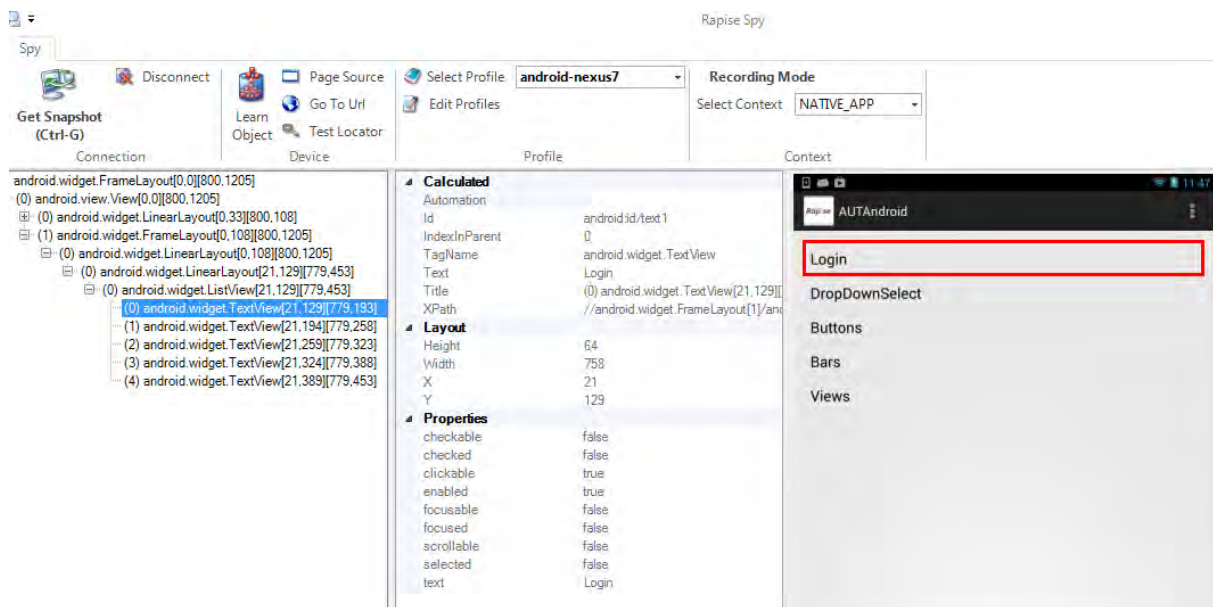 Rapise Spy
Spy
Get Snapshot
(Ctrl-G)
Disconnect
Connection
Learn
Object
Page Source
Go To Url
Test Locator
Device
Select Profile android-nexus7
Edit Profiles
Profile
Recording Mode
Select Context NATIVE_APP
Context
android.widget.FrameLayout[0,0][800,1205]
(0) android.view.View[0,0][800,1205]
(0) android.widget.LinearLayout[0,33][800,108]
(1) android.widget.FrameLayout[0,108][800,1205]
(0) android.widget.LinearLayout[0,108][800,1205]
(0) android.widget.LinearLayout[21,129][779,453]
(0) android.widget.ListView[21,129][779,453]
(0) android.widget.TextView[21,129][779,193]
(1) android.widget.TextView[21,194][779,258]
(2) android.widget.TextView[21,259][779,323]
(3) android.widget.TextView[21,324][779,388]
(4) android.widget.TextView[21,389][779,453]
Calculated
Automation
Id android:id/text1
IndexInParent 0
TagName android.widget.TextView
Text Login
Title (0) android.widget.TextView[21,129][
XPath //android.widget.FrameLayout[1]/and
Layout
Height 64
Width 758
X 21
Y 129
Properties
checkable false
checked false
clickable true
enabled true
focusable false
focused false
scrollable false
selected false
text Login
11:47
Rapise AUTAndroid
Login
DropDownSelect
Buttons
Bars
Views